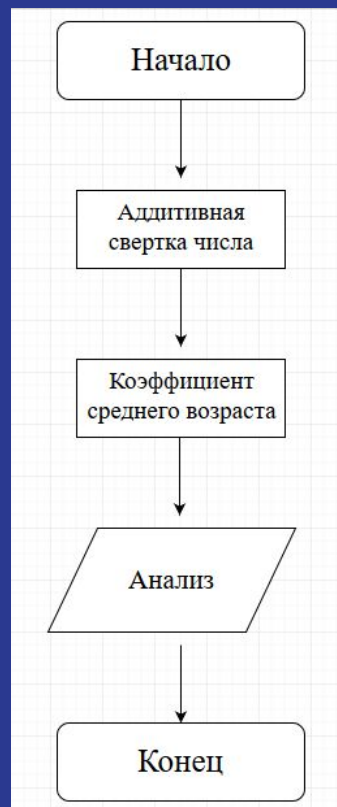 Начало
Аддитивная
свертка числа
Коэффициент
среднего возраста
Анализ
Конец